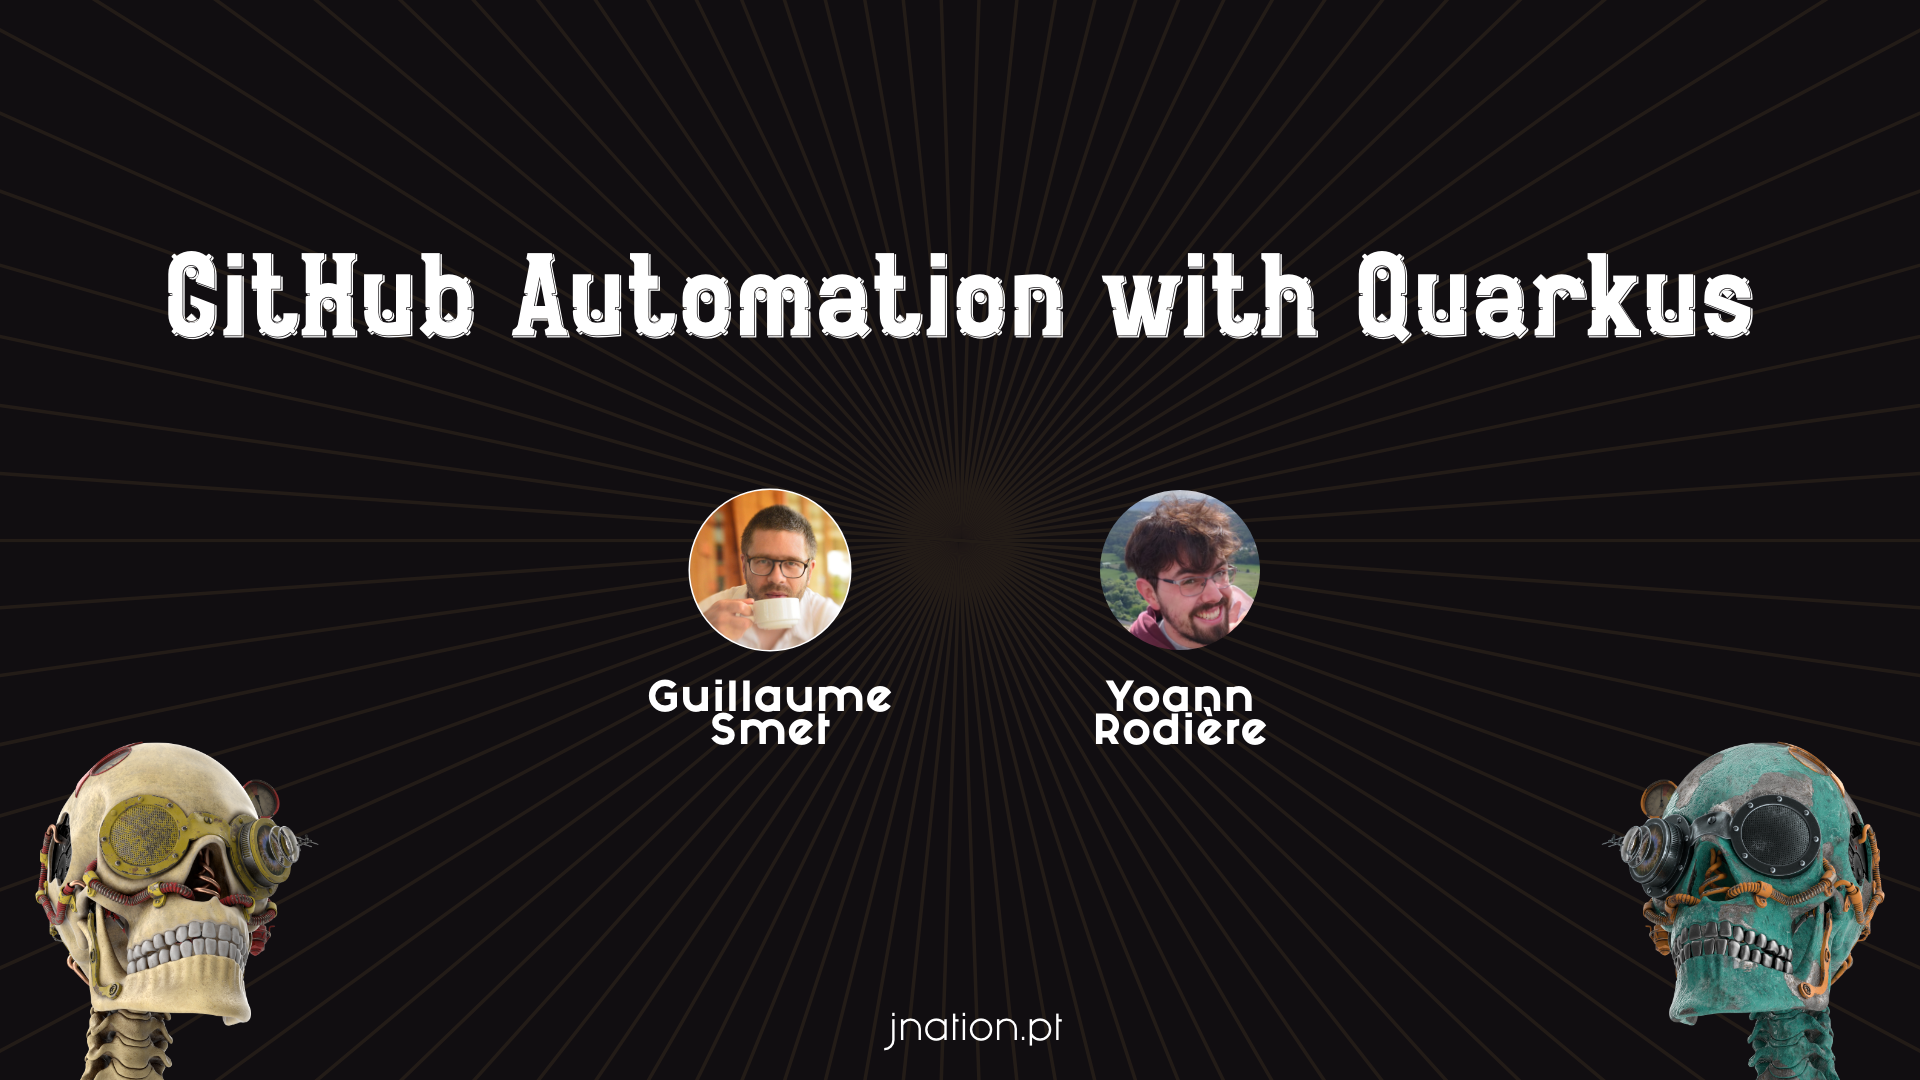 GitHub Automation with Quarkus
Guillaume
Smet
Yoann
Rodière
jnation.pt